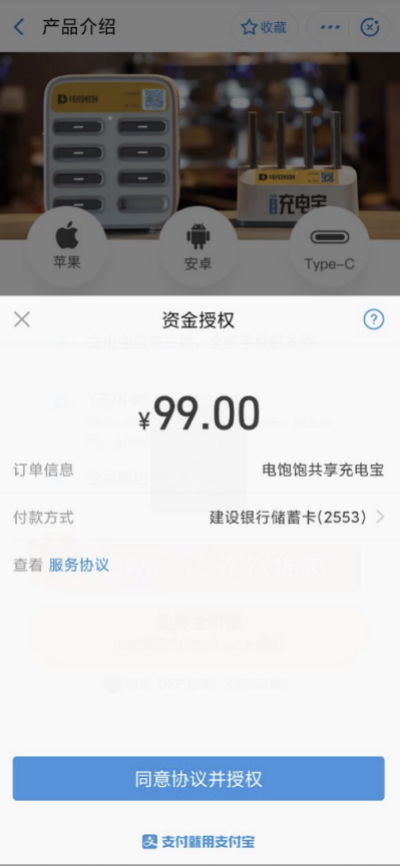 产品介绍
收藏
充电宝
苹果
安卓
Type-C
资金授权
¥99.00
订单信息 电饱饱共享充电宝
付款方式 建设银行储蓄卡(2553)
查看 服务协议
同意协议并授权
支付就用支付宝